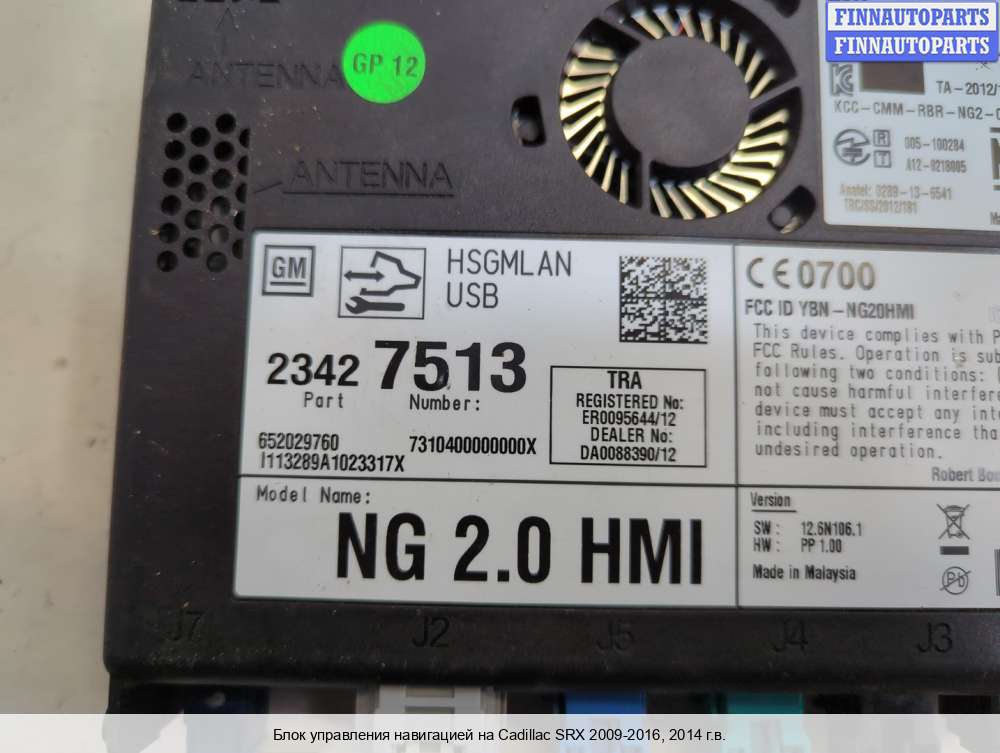 FINNAUTOPARTS
FINNAUTOPARTS
GP 12
ANTENNA
ANTENNA
TA-2012/1
KCC-CMM-RBR-NG2-
R 005-100284
T A12-0218005
Anatel: 0289-13-6541
TRC/SS/2012/181
GM
HSGMLAN
USB
2342 7513
Part Number:
652029760
7310400000000X
I113289A1023317X
TRA
REGISTERED No:
ER0095644/12
DEALER No:
DA0088390/12
CE0700
FCC ID YBN-NG20HMI
This device complies with P
FCC Rules. Operation is sub
following two conditions:
not cause harmful interfere
device must accept any inte
including interference tha
undesired operation.
Robert Bos
Model Name:
NG 2.0 HMI
Version
SW: 12.6N106.1
HW: PP 1.00
Made in Malaysia
Pb
J7 J2 J5 J4 J3
Блок управления навигацией на Cadillac SRX 2009-2016, 2014 г.в.